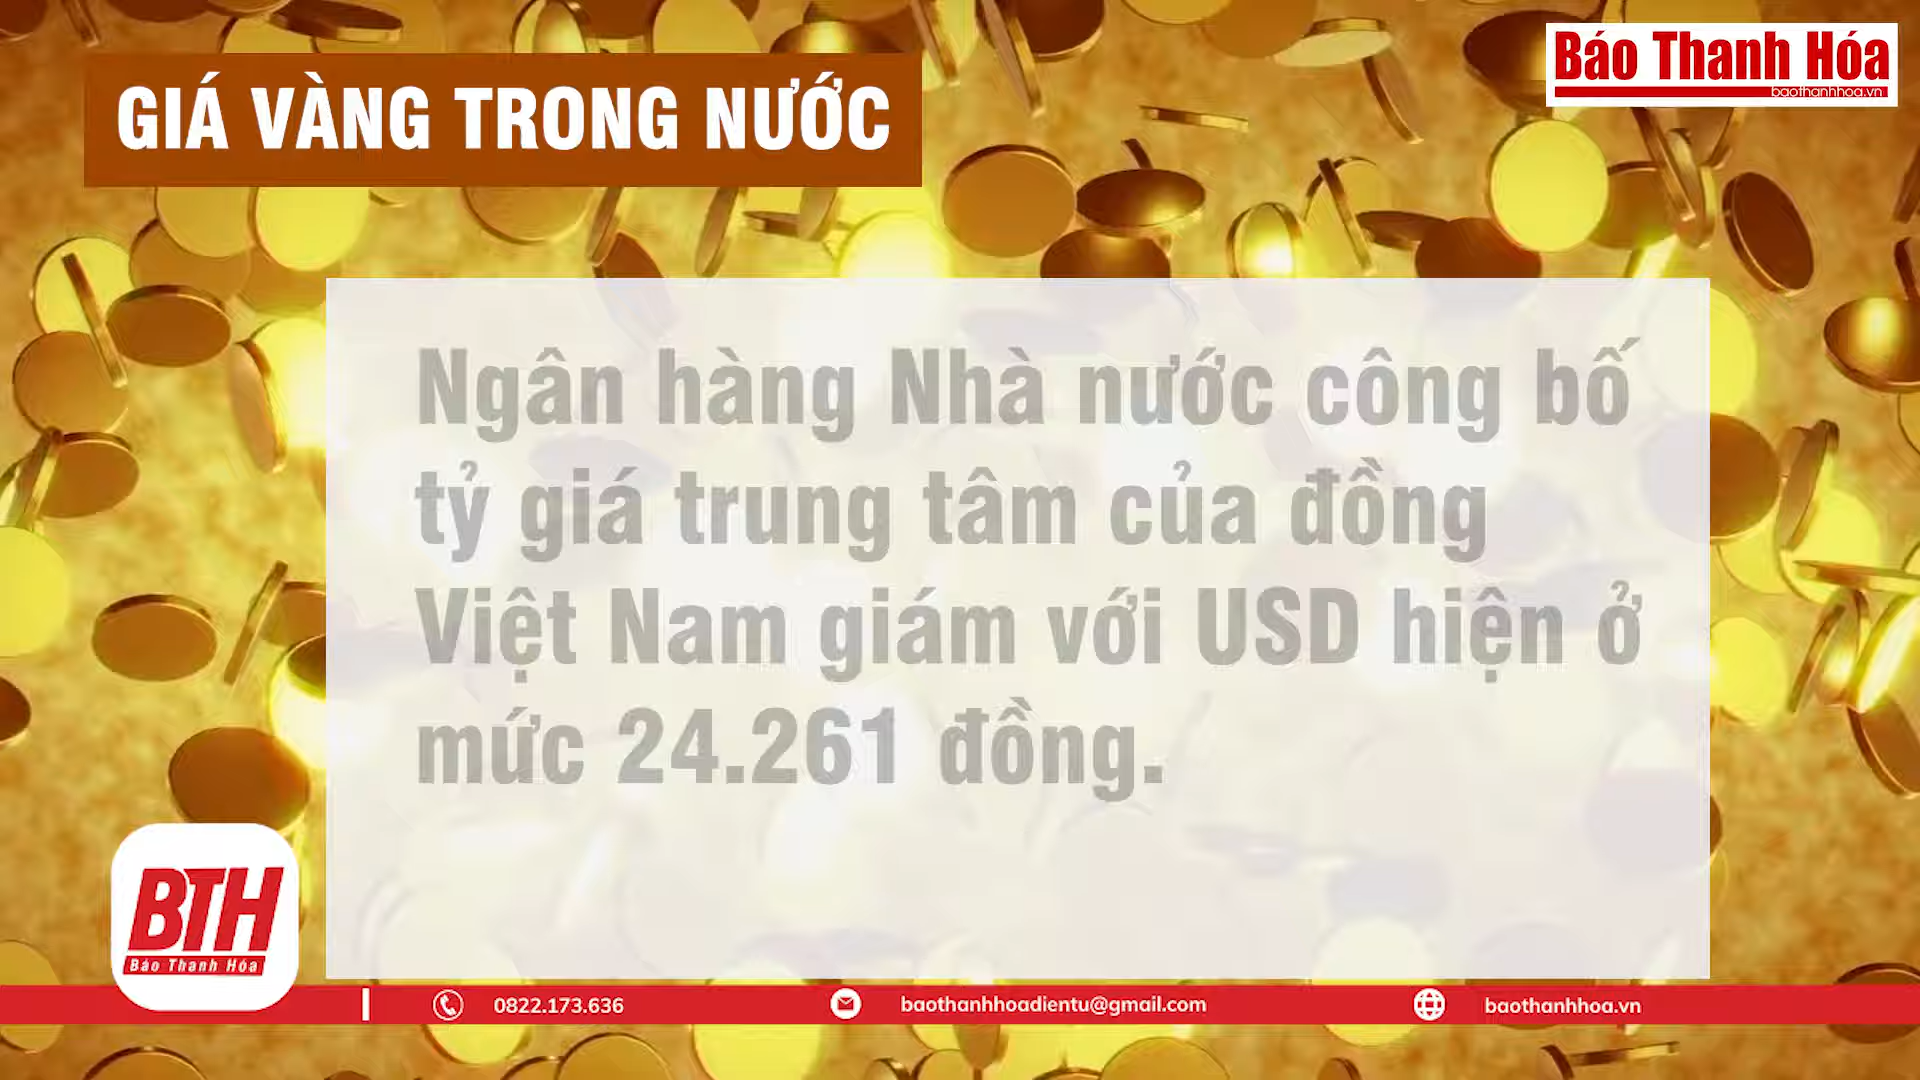 GIÁ VÀNG TRONG NƯỚC
Báo Thanh Hóa
baothanhhoa.vn
Ngân hàng Nhà nước công bố
tỷ giá trung tâm của đồng
Việt Nam giám với USD hiện ở
mức 24.261 đồng.
BTH
Báo Thanh Hóa
0822.173.636
baothanhhoadientu@gmail.com
baothanhhoa.vn